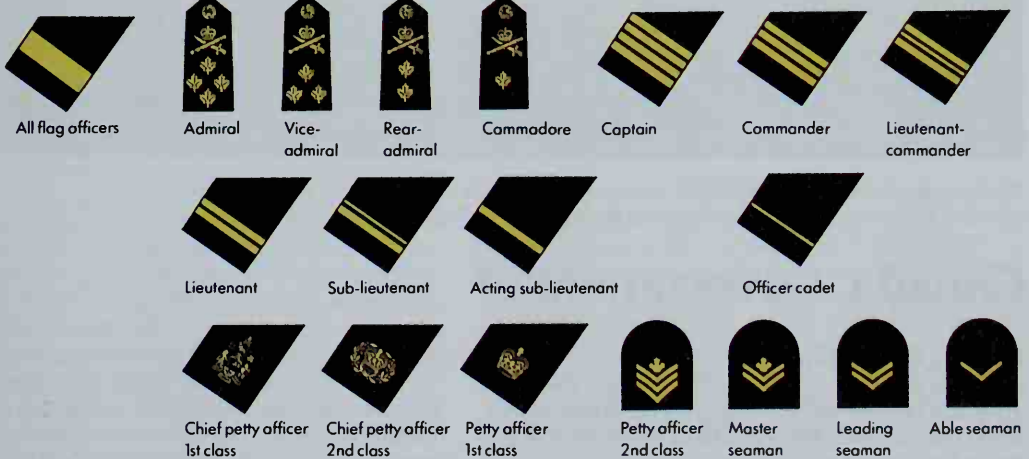 All flag officers
Admiral
Vice-
admiral
Rear-
admiral
Commadore
Captain
Commander
Lieutenant-
commander
Lieutenant
Sub-lieutenant
Acting sub-lieutenant
Officer cadet
Chief petty officer
1st class
Chief petty officer
2nd class
Petty officer
1st class
Petty officer
2nd class
Master
seaman
Leading
seaman
Able seaman